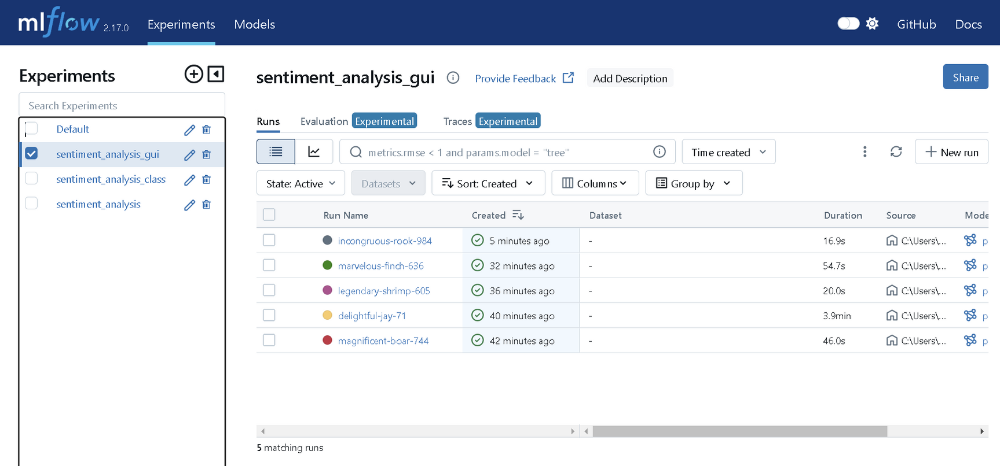 mlflow 2.17.0 Experiments Models GitHub Docs
Experiments
Search Experiments
Default
sentiment_analysis_gui
sentiment_analysis_class
sentiment_analysis
sentiment_analysis_gui Provide Feedback Add Description Share
Runs Evaluation Experimental Traces Experimental
metrics.rmse < 1 and params.model = "tree" Time created New run
State: Active Datasets Sort: Created Columns Group by
Run Name Created Dataset Duration Source Mode
incongruous-rook-984 5 minutes ago - 16.9s C:\Users\... p
marvelous-finch-636 32 minutes ago - 54.7s C:\Users\... p
legendary-shrimp-605 36 minutes ago - 20.0s C:\Users\... p
delightful-jay-71 40 minutes ago - 3.9min C:\Users\... p
magnificent-boar-744 42 minutes ago - 46.0s C:\Users\... p
5 matching runs